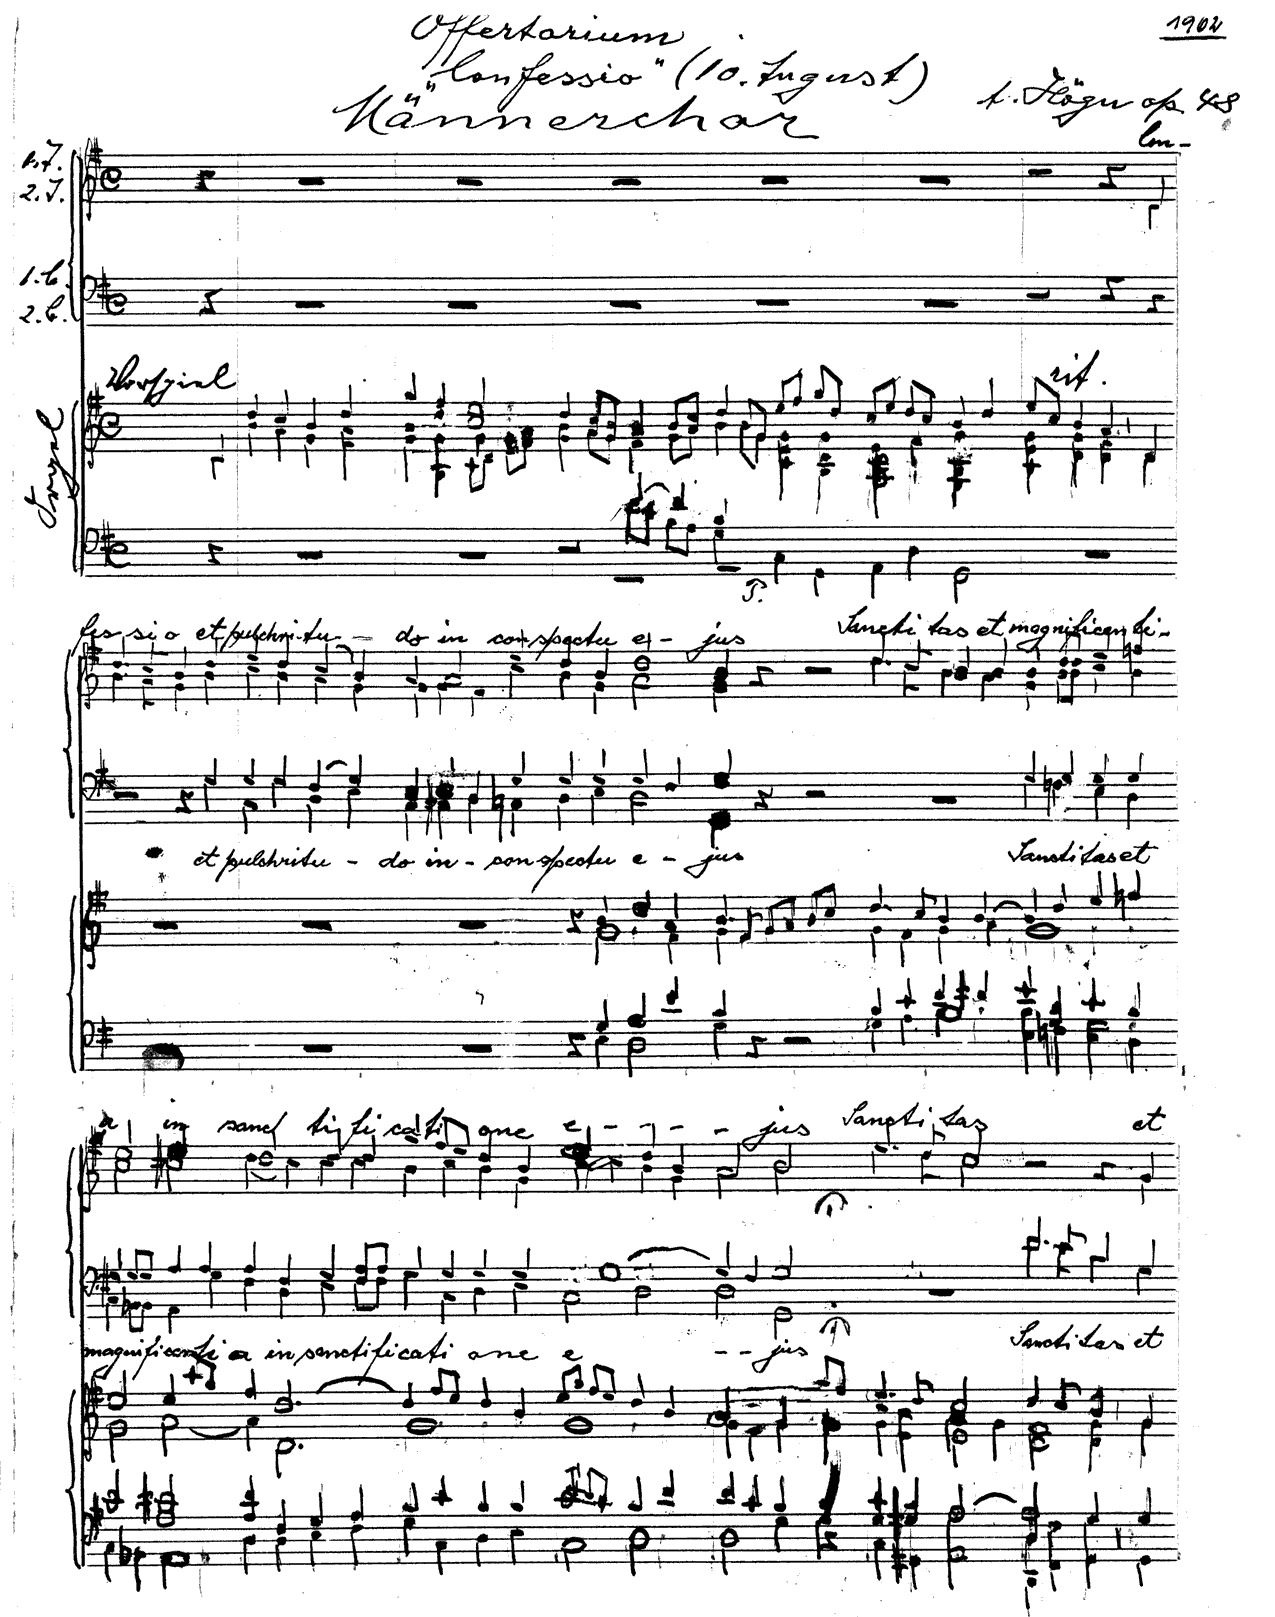 1902
Offertorium
"Confessio" (10. August)
Männerchor
op. 48
Con-
1. T.
2. T.
1. B.
2. B.
Vorspiel
rit.
Orgel
P.
fes si o et pulchri-tu - do in conspectu e - jus Sancti tas et magnificen ti-
et pulchritu - do in - conspectu e - jus Sancti tas et
a in sanc ti fi cati one e - - - - jus Sancti tas et
magnificenti a in sanctificati one e - - jus Sancti tas et